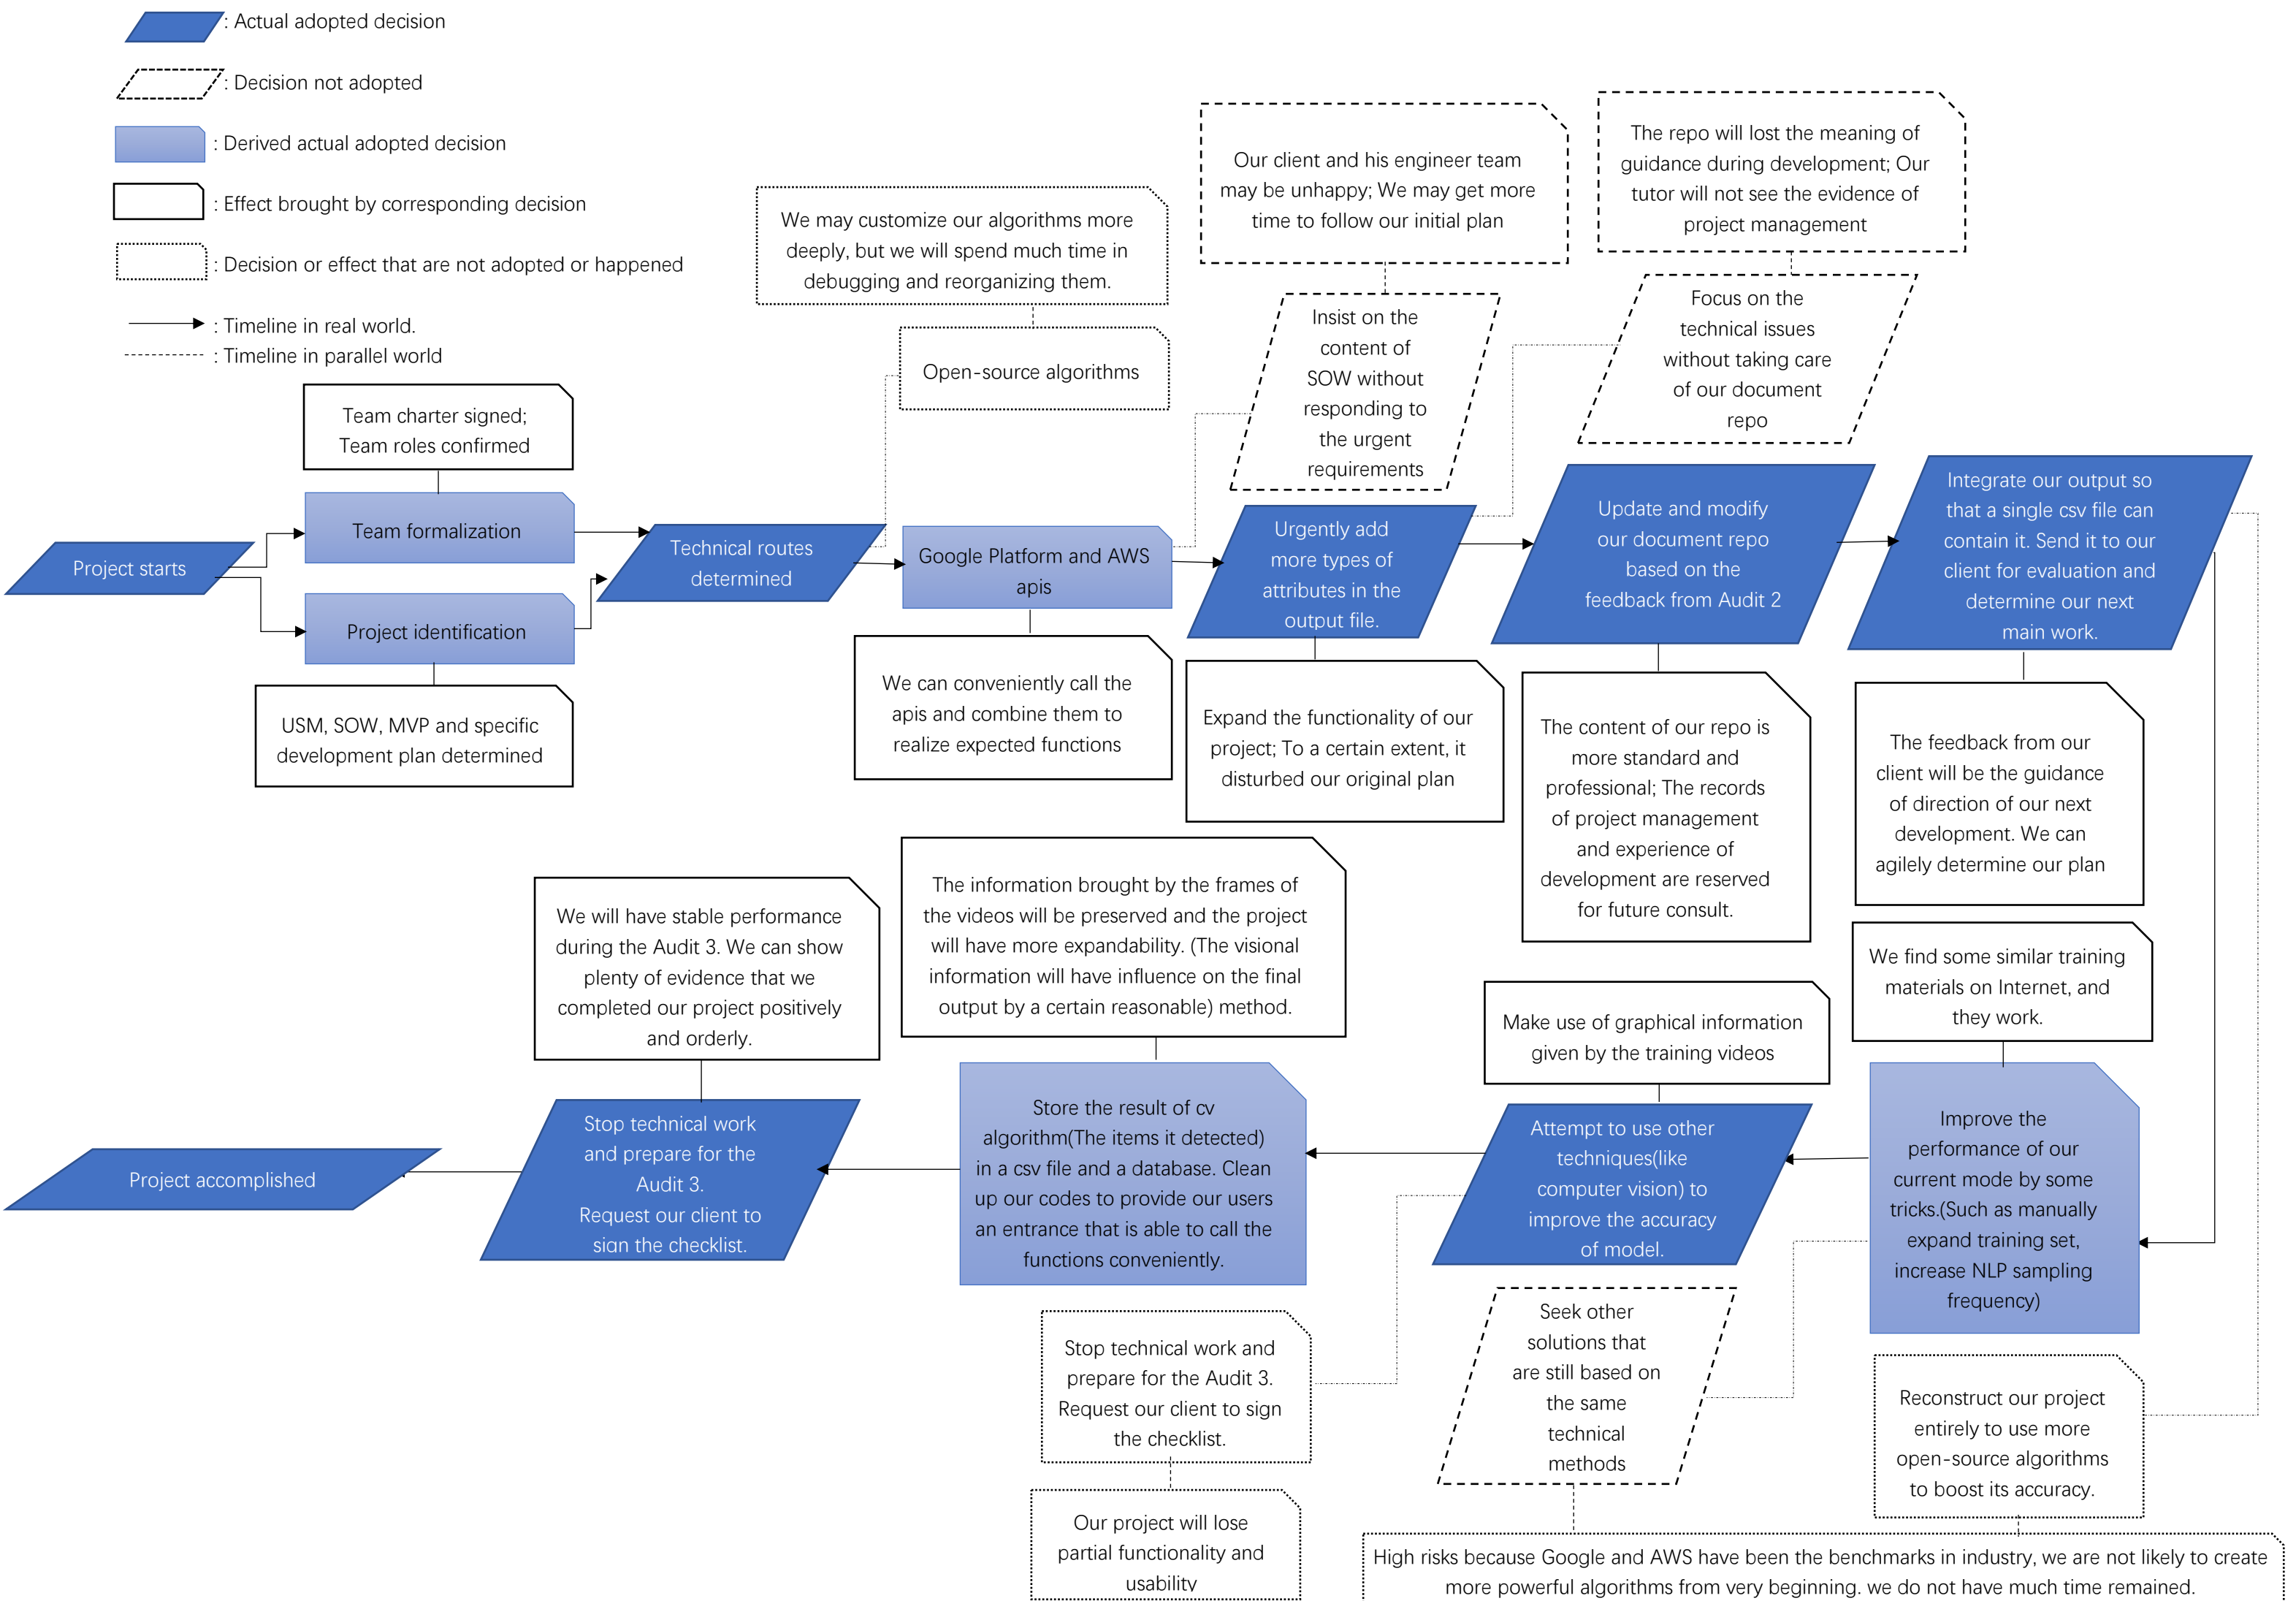 : Actual adopted decision
: Decision not adopted
: Derived actual adopted decision
: Effect brought by corresponding decision
: Decision or effect that are not adopted or happened
: Timeline in real world.
: Timeline in parallel world
We may customize our algorithms more
deeply, but we will spend much time in
debugging and reorganizing them.
Open-source algorithms
Our client and his engineer team
may be unhappy; We may get more
time to follow our initial plan
Insist on the
content of
SOW without
responding to
the urgent
requirements
The repo will lost the meaning of
guidance during development; Our
tutor will not see the evidence of
project management
Focus on the
technical issues
without taking care
of our document
repo
Team charter signed;
Team roles confirmed
Team formalization
Project starts
Project identification
USM, SOW, MVP and specific
development plan determined
Technical routes
determined
Google Platform and AWS
apis
We can conveniently call the
apis and combine them to
realize expected functions
Urgently add
more types of
attributes in the
output file.
Expand the functionality of our
project; To a certain extent, it
disturbed our original plan
Update and modify
our document repo
based on the
feedback from Audit 2
The content of our repo is
more standard and
professional; The records
of project management
and experience of
development are reserved
for future consult.
Integrate our output so
that a single csv file can
contain it. Send it to our
client for evaluation and
determine our next
main work.
The feedback from our
client will be the guidance
of direction of our next
development. We can
agilely determine our plan
We find some similar training
materials on Internet, and
they work.
Improve the
performance of our
current mode by some
tricks.(Such as manually
expand training set,
increase NLP sampling
frequency)
Reconstruct our project
entirely to use more
open-source algorithms
to boost its accuracy.
Make use of graphical information
given by the training videos
Attempt to use other
techniques(like
computer vision) to
improve the accuracy
of model.
Seek other
solutions that
are still based on
the same
technical
methods
High risks because Google and AWS have been the benchmarks in industry, we are not likely to create
more powerful algorithms from very beginning. we do not have much time remained.
The information brought by the frames of
the videos will be preserved and the project
will have more expandability. (The visional
information will have influence on the final
output by a certain reasonable) method.
Store the result of cv
algorithm(The items it detected)
in a csv file and a database. Clean
up our codes to provide our users
an entrance that is able to call the
functions conveniently.
Stop technical work and
prepare for the Audit 3.
Request our client to sign
the checklist.
Our project will lose
partial functionality and
usability
We will have stable performance
during the Audit 3. We can show
plenty of evidence that we
completed our project positively
and orderly.
Stop technical work
and prepare for the
Audit 3.
Request our client to
sign the checklist.
Project accomplished